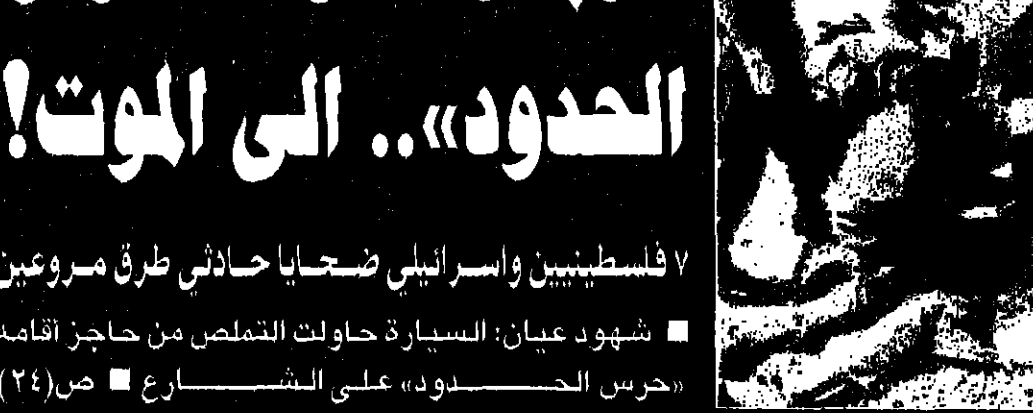 الحدود».. الى الموت!
٧ فلسطينيين واسرائيلي ضحايا حادثي طرق مروعين
■ شهود عيان: السيارة حاولت التملص من حاجز أقامه
«حرس الحدود» على الشارع ■ ص(٢٤)